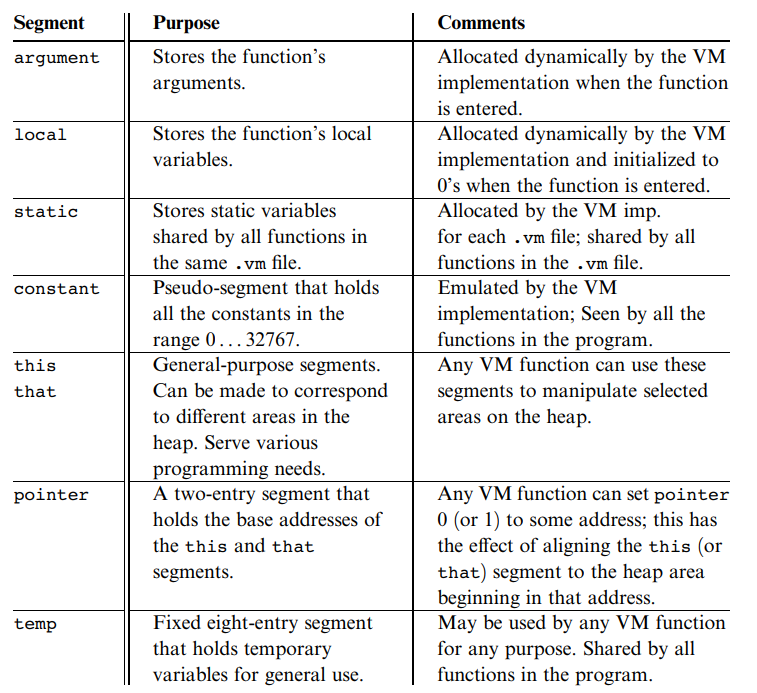 Segment Purpose Comments
argument Stores the function's Allocated dynamically by the VM
arguments. implementation when the function
is entered.
local Stores the function's local Allocated dynamically by the VM
variables. implementation and initialized to
0's when the function is entered.
static Stores static variables Allocated by the VM imp.
shared by all functions in for each .vm file; shared by all
the same .vm file. functions in the .vm file.
constant Pseudo-segment that holds Emulated by the VM
all the constants in the implementation; Seen by all the
range 0...32767. functions in the program.
this General-purpose segments. Any VM function can use these
that Can be made to correspond segments to manipulate selected
to different areas in the areas on the heap.
heap. Serve various
programming needs.
pointer A two-entry segment that Any VM function can set pointer
holds the base addresses of 0 (or 1) to some address; this has
the this and that the effect of aligning the this (or
segments. that) segment to the heap area
beginning in that address.
temp Fixed eight-entry segment May be used by any VM function
that holds temporary for any purpose. Shared by all
variables for general use. functions in the program.